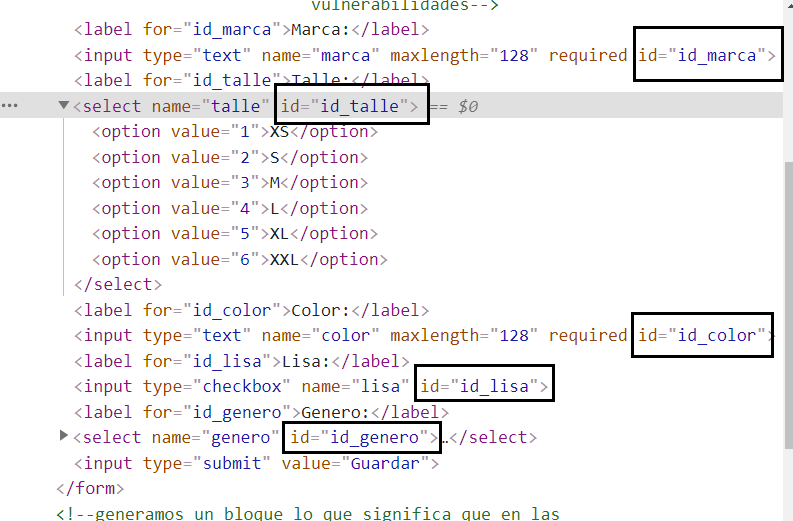 vulnerabilidades-->
<label for="id_marca">Marca:</label>
<input type="text" name="marca" maxlength="128" required id="id_marca">
<label for="id_talle">Talle:</label>
<select name="talle" id="id_talle"> == $0
<option value="1">XS</option>
<option value="2">S</option>
<option value="3">M</option>
<option value="4">L</option>
<option value="5">XL</option>
<option value="6">XXL</option>
</select>
<label for="id_color">Color:</label>
<input type="text" name="color" maxlength="128" required id="id_color">
<label for="id_lisa">Lisa:</label>
<input type="checkbox" name="lisa" id="id_lisa">
<label for="id_genero">Genero:</label>
<select name="genero" id="id_genero">…</select>
<input type="submit" value="Guardar">
</form>
<!--generamos un bloque lo que significa que en las